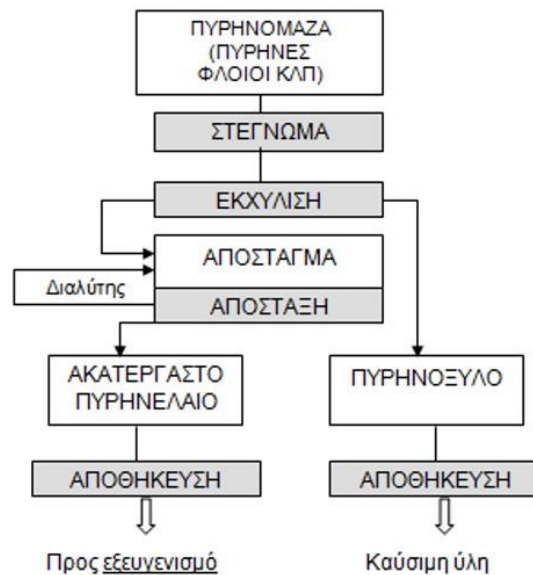 ΠΥΡΗΝΟΜΑΖΑ
(ΠΥΡΗΝΕΣ
ΦΛΟΙΟΙ ΚΛΠ)
ΣΤΕΓΝΩΜΑ
ΕΚΧΥΛΙΣΗ
ΑΠΟΣΤΑΓΜΑ
Διαλύτης
ΑΠΟΣΤΑΞΗ
ΑΚΑΤΕΡΓΑΣΤΟ
ΠΥΡΗΝΕΛΑΙΟ
ΠΥΡΗΝΟΞΥΛΟ
ΑΠΟΘΗΚΕΥΣΗ
ΑΠΟΘΗΚΕΥΣΗ
Προς εξευγενισμό
Καύσιμη ύλη